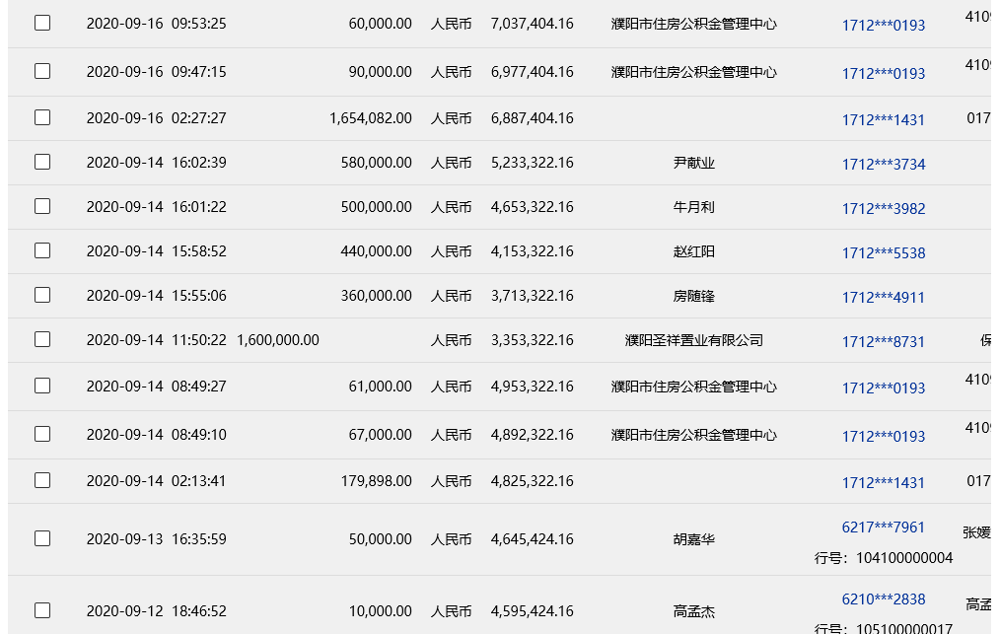 2020-09-16 09:53:25 60,000.00 人民币 7,037,404.16 濮阳市住房公积金管理中心 1712***0193 4109
2020-09-16 09:47:15 90,000.00 人民币 6,977,404.16 濮阳市住房公积金管理中心 1712***0193 4109
2020-09-16 02:27:27 1,654,082.00 人民币 6,887,404.16 1712***1431 017
2020-09-14 16:02:39 580,000.00 人民币 5,233,322.16 尹献业 1712***3734
2020-09-14 16:01:22 500,000.00 人民币 4,653,322.16 牛月利 1712***3982
2020-09-14 15:58:52 440,000.00 人民币 4,153,322.16 赵红阳 1712***5538
2020-09-14 15:55:06 360,000.00 人民币 3,713,322.16 房随锋 1712***4911
2020-09-14 11:50:22 1,600,000.00 人民币 3,353,322.16 濮阳圣祥置业有限公司 1712***8731 保
2020-09-14 08:49:27 61,000.00 人民币 4,953,322.16 濮阳市住房公积金管理中心 1712***0193 4109
2020-09-14 08:49:10 67,000.00 人民币 4,892,322.16 濮阳市住房公积金管理中心 1712***0193 4109
2020-09-14 02:13:41 179,898.00 人民币 4,825,322.16 1712***1431 017
2020-09-13 16:35:59 50,000.00 人民币 4,645,424.16 胡嘉华 6217***7961 张媛
行号：104100000004
2020-09-12 18:46:52 10,000.00 人民币 4,595,424.16 高孟杰 6210***2838 高孟
行号：105100000017